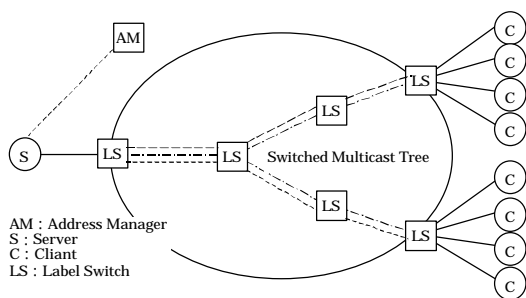 AM
C
C
C
C
LS
LS
S
LS
LS
Switched Multicast Tree
LS
LS
C
C
C
C
AM : Address Manager
S : Server
C : Cliant
LS : Label Switch